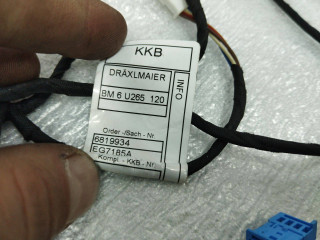 KKB
DRÄXLMAIER
BM 6 U265 120
INFO
Order-/Sach.-Nr.
6819934
EG7185A
Kompl.-KKB-Nr.